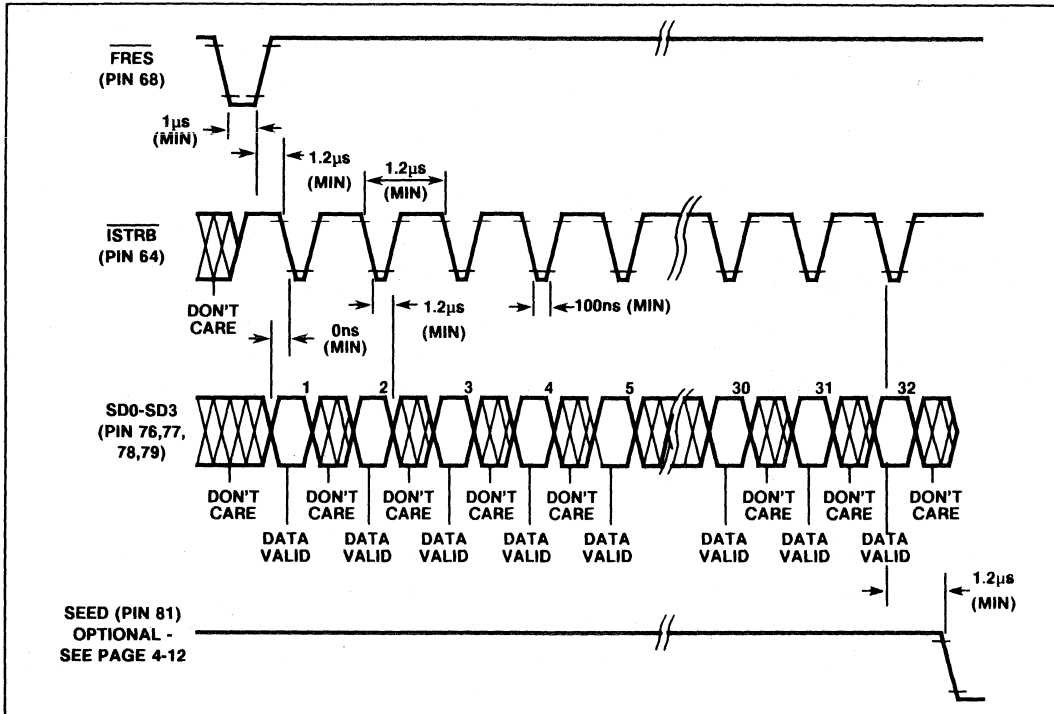 FRES
(PIN 68)
1µs
(MIN)
1.2µs
(MIN)
1.2µs
(MIN)
ISTRB
(PIN 64)
DON'T
CARE
0ns
(MIN)
1.2µs
(MIN)
100ns (MIN)
1 2 3 4 5 30 31 32
SD0-SD3
(PIN 76,77,
78,79)
DON'T
CARE
DON'T
CARE
DON'T
CARE
DON'T
CARE
DON'T
CARE
DON'T
CARE
DON'T
CARE
DON'T
CARE
DATA
VALID
DATA
VALID
DATA
VALID
DATA
VALID
DATA
VALID
DATA
VALID
DATA
VALID
DATA
VALID
1.2µs
(MIN)
SEED (PIN 81)
OPTIONAL -
SEE PAGE 4-12